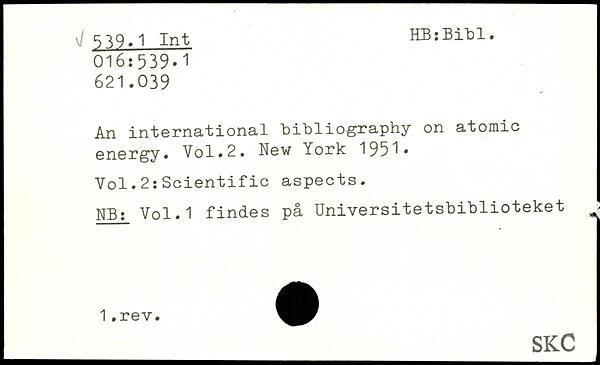 √ 539.1 Int
HB:Bibl.
016:539.1
621.039
An international bibliography on atomic
energy. Vol.2. New York 1951.
Vol.2:Scientific aspects.
NB: Vol.1 findes på Universitetsbiblioteket
1.rev.
SKC